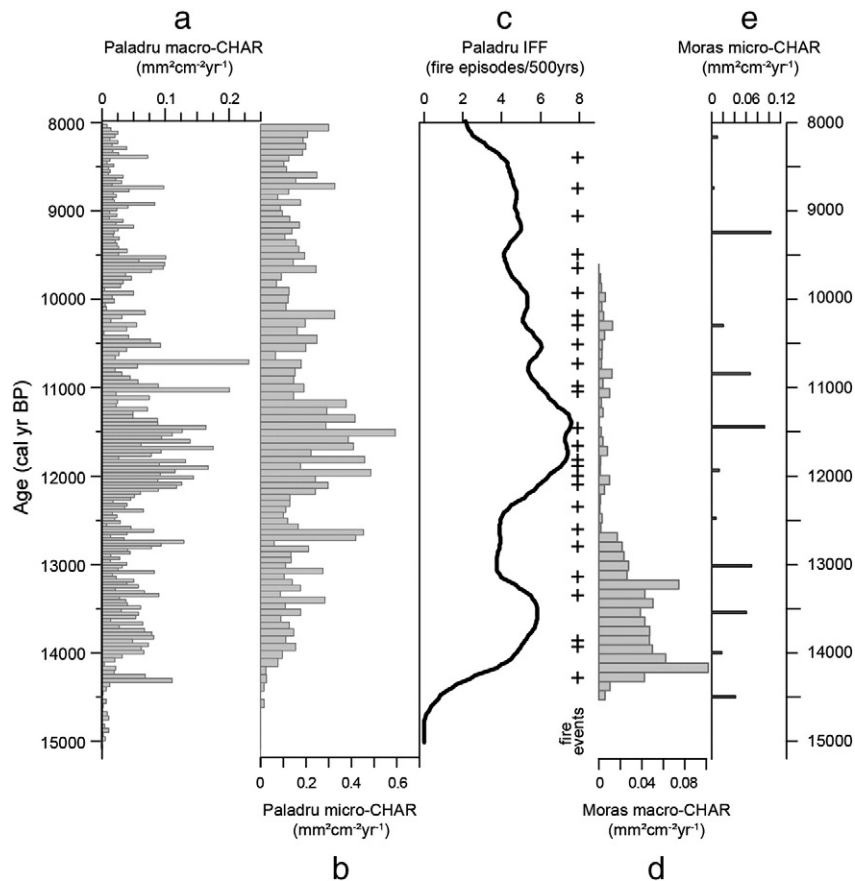 a
c
e
Paladru macro-CHAR
(mm²cm⁻²yr⁻¹)
Paladru IFF
(fire episodes/500yrs)
Moras micro-CHAR
(mm²cm⁻²yr⁻¹)
0 0.1 0.2
0 2 4 6 8
0 0.06 0.12
8000
9000
10000
11000
12000
13000
14000
15000
Age (cal yr BP)
fire
events
8000
9000
10000
11000
12000
13000
14000
15000
0 0.2 0.4 0.6
Paladru micro-CHAR
(mm²cm⁻²yr⁻¹)
0 0.04 0.08
Moras macro-CHAR
(mm²cm⁻²yr⁻¹)
b
d